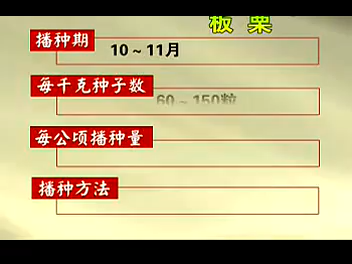 板栗
播种期
10~11月
每千克种子数
60~150粒
每公顷播种量
播种方法